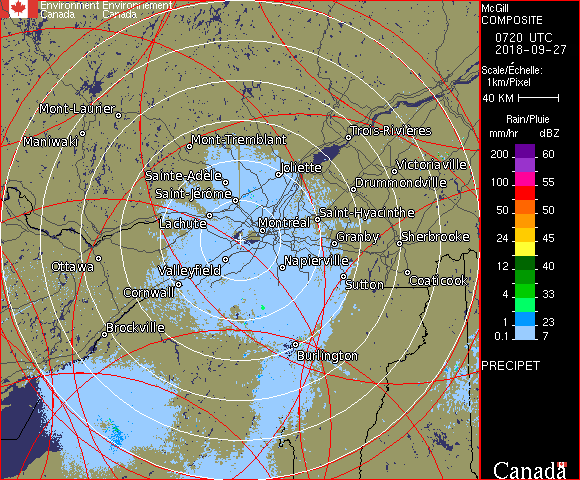 Environment Environnement
Canada Canada
McGill
COMPOSITE
0720 UTC
2018-09-27
Scale/Échelle:
1km/Pixel
40 KM
Rain/Pluie
mm/hr dBZ
200 60
100 55
50 50
24 45
12 40
4 33
1 23
0.1 7
PRECIPET
Canada
Mont-Laurier
Maniwaki
Mont-Tremblant
Trois-Rivières
Sainte-Adèle
Joliette
Victoriaville
Saint-Jérôme
Drummondville
Lachute
Montréal
Saint-Hyacinthe
Granby
Sherbrooke
Ottawa
Valleyfield
Napierville
Cornwall
Sutton
Coaticook
Brockville
Burlington